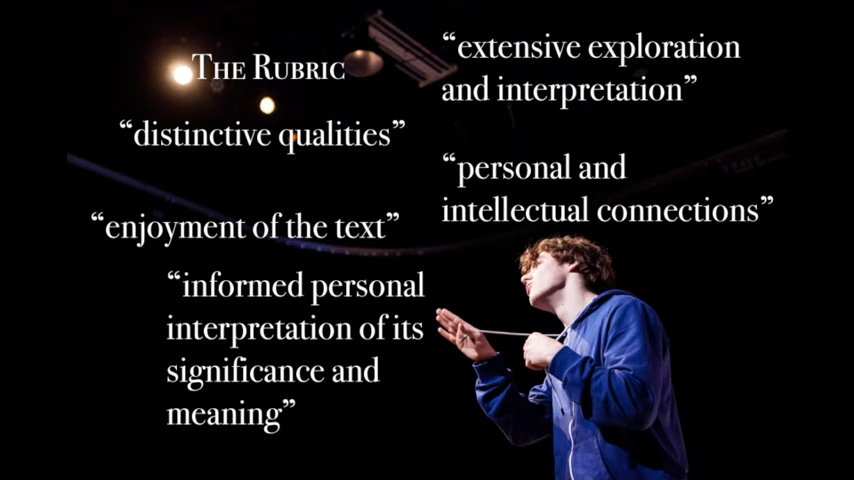 The Rubric
“distinctive qualities”
“enjoyment of the text”
“informed personal
interpretation of its
significance and
meaning”
“extensive exploration
and interpretation”
“personal and
intellectual connections”